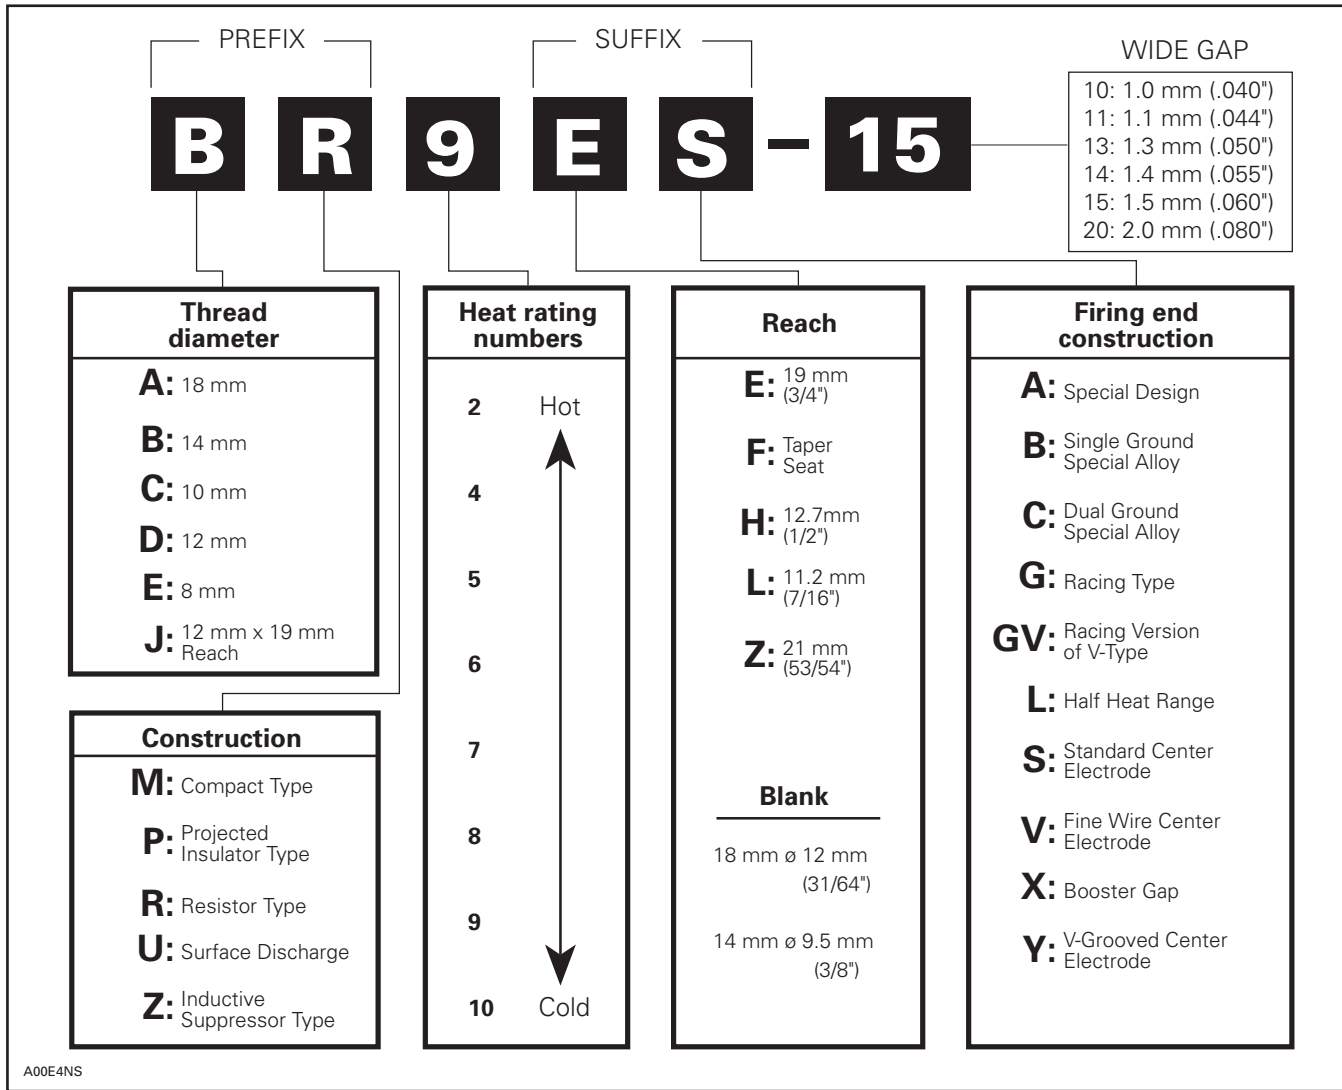 PREFIX
SUFFIX
WIDE GAP
B R 9 E S - 15
10: 1.0 mm (.040")
11: 1.1 mm (.044")
13: 1.3 mm (.050")
14: 1.4 mm (.055")
15: 1.5 mm (.060")
20: 2.0 mm (.080")
Thread
diameter
A: 18 mm
B: 14 mm
C: 10 mm
D: 12 mm
E: 8 mm
J: 12 mm x 19 mm
Reach
Construction
M: Compact Type
P: Projected
Insulator Type
R: Resistor Type
U: Surface Discharge
Z: Inductive
Suppressor Type
Heat rating
numbers
2 Hot
4
5
6
7
8
9
10 Cold
Reach
E: 19 mm
(3/4")
F: Taper
Seat
H: 12.7mm
(1/2")
L: 11.2 mm
(7/16")
Z: 21 mm
(53/54")
Blank
18 mm ø 12 mm
(31/64")
14 mm ø 9.5 mm
(3/8")
Firing end
construction
A: Special Design
B: Single Ground
Special Alloy
C: Dual Ground
Special Alloy
G: Racing Type
GV: Racing Version
of V-Type
L: Half Heat Range
S: Standard Center
Electrode
V: Fine Wire Center
Electrode
X: Booster Gap
Y: V-Grooved Center
Electrode
A00E4NS